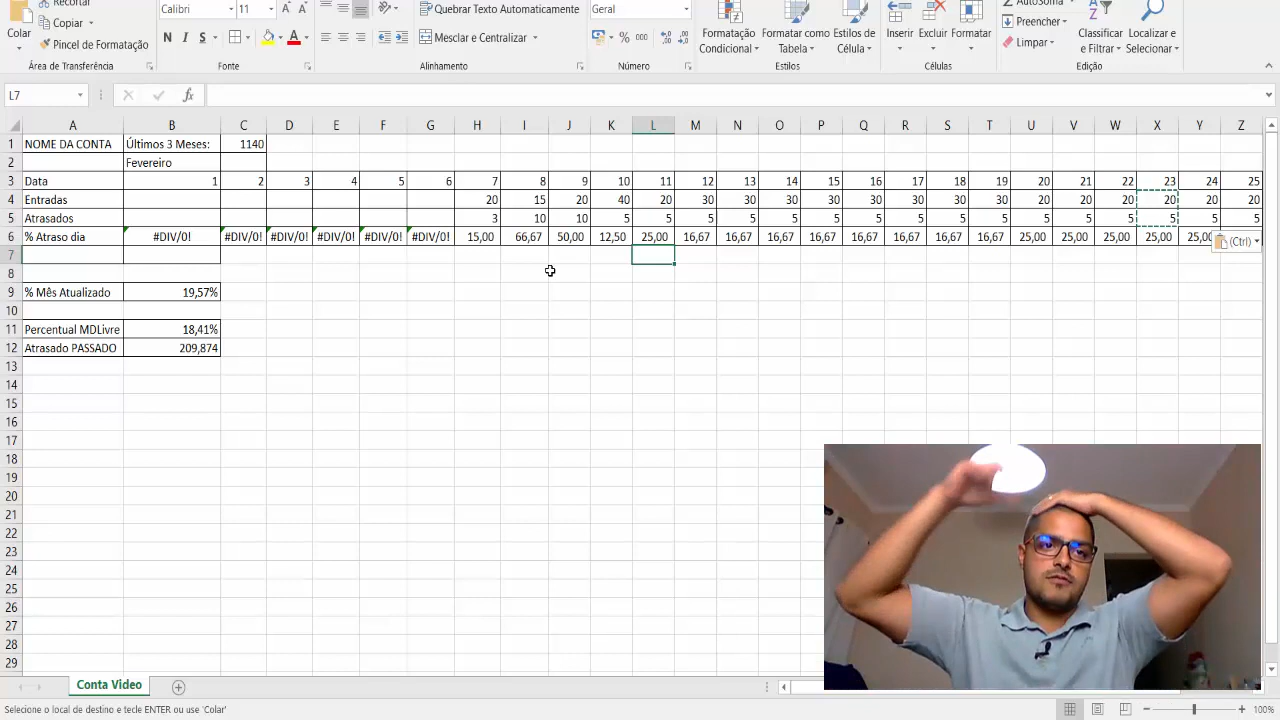 Recortar
Calibri 11 A A Quebrar Texto Automaticamente Geral
Colar Copiar Pincel de Formatação
N I S A Mesclar e Centralizar % 000
Formatação Condicional Formatar como Tabela Estilos de Célula Inserir Excluir Formatar
AutoSoma Preencher Limpar Classificar e Filtrar Localizar e Selecionar
Área de Transferência Fonte Alinhamento Número Estilos Células Edição
L7 fx
A B C D E F G H I J K L M N O P Q R S T U V W X Y Z
1 NOME DA CONTA Últimos 3 Meses: 1140
2 Fevereiro
3 Data 1 2 3 4 5 6 7 8 9 10 11 12 13 14 15 16 17 18 19 20 21 22 23 24 25
4 Entradas 20 15 20 40 20 30 30 30 30 30 30 30 30 20 20 20 20 20 20
5 Atrasados 3 10 10 5 5 5 5 5 5 5 5 5 5 5 5 5 5 5 5
6 % Atraso dia #DIV/0! #DIV/0! #DIV/0! #DIV/0! #DIV/0! #DIV/0! 15,00 66,67 50,00 12,50 25,00 16,67 16,67 16,67 16,67 16,67 16,67 16,67 16,67 25,00 25,00 25,00 25,00 25,00 (Ctrl)
7
8
9 % Mês Atualizado 19,57%
10
11 Percentual MDLivre 18,41%
12 Atrasado PASSADO 209,874
13
14
15
16
17
18
19
20
21
22
23
24
25
26
27
28
29
Conta Video
Selecione o local de destino e tecle ENTER ou use 'Colar' 100%